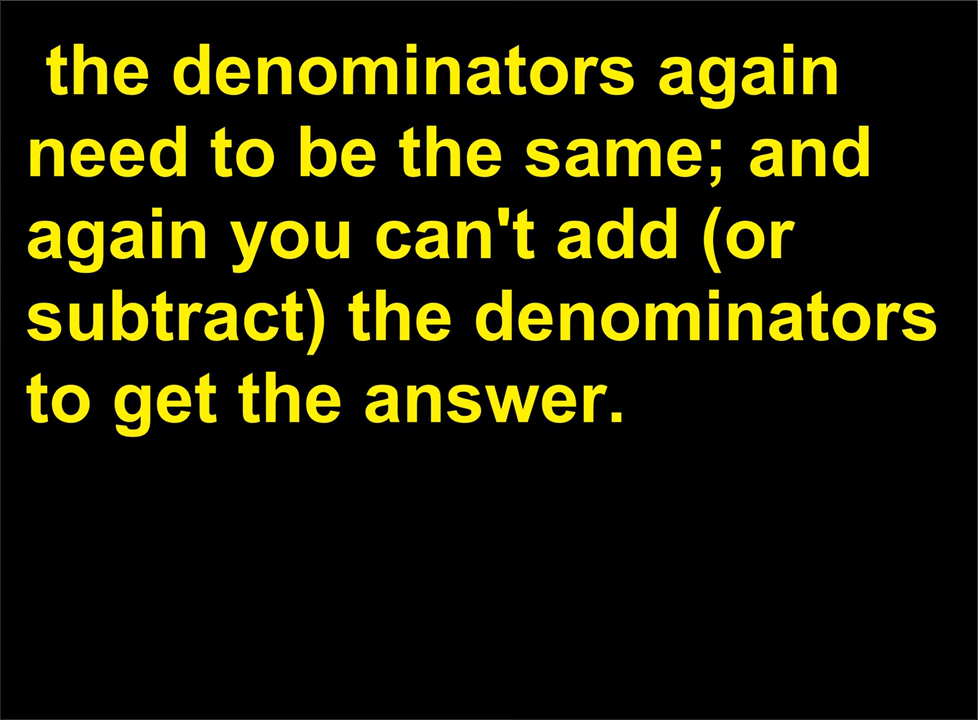 the denominators again
need to be the same; and
again you can't add (or
subtract) the denominators
to get the answer.